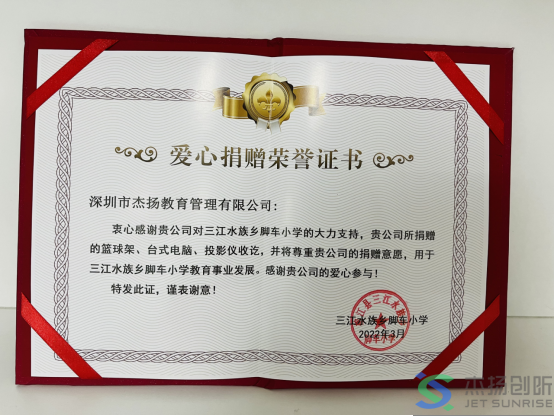 爱心捐赠荣誉证书
深圳市杰扬教育管理有限公司：
衷心感谢贵公司对三江水族乡脚车小学的大力支持，贵公司所捐赠
的篮球架、台式电脑、投影仪收讫，并将尊重贵公司的捐赠意愿，用于
三江水族乡脚车小学教育事业发展。感谢贵公司的爱心参与！
特发此证，谨表谢意！
三江水族乡脚车小学
2022年3月
脚车小学
杰扬创昕
JET SUNRISE